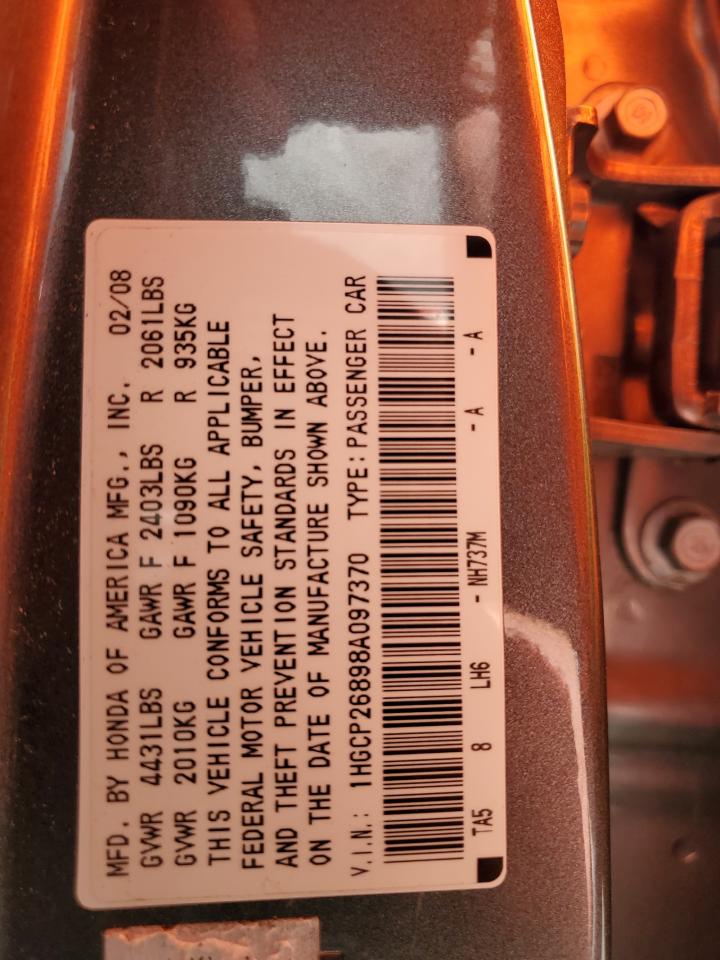 MFD. BY HONDA OF AMERICA MFG., INC. 02/08
GVWR 4431LBS GAWR F 2403LBS R 2061LBS
GVWR 2010KG GAWR F 1090KG R 935KG
THIS VEHICLE CONFORMS TO ALL APPLICABLE
FEDERAL MOTOR VEHICLE SAFETY, BUMPER,
AND THEFT PREVENTION STANDARDS IN EFFECT
ON THE DATE OF MANUFACTURE SHOWN ABOVE.
V.I.N.: 1HGCP26898A097370 TYPE:PASSENGER CAR
TA5 8 LH6 - NH737M - A - A